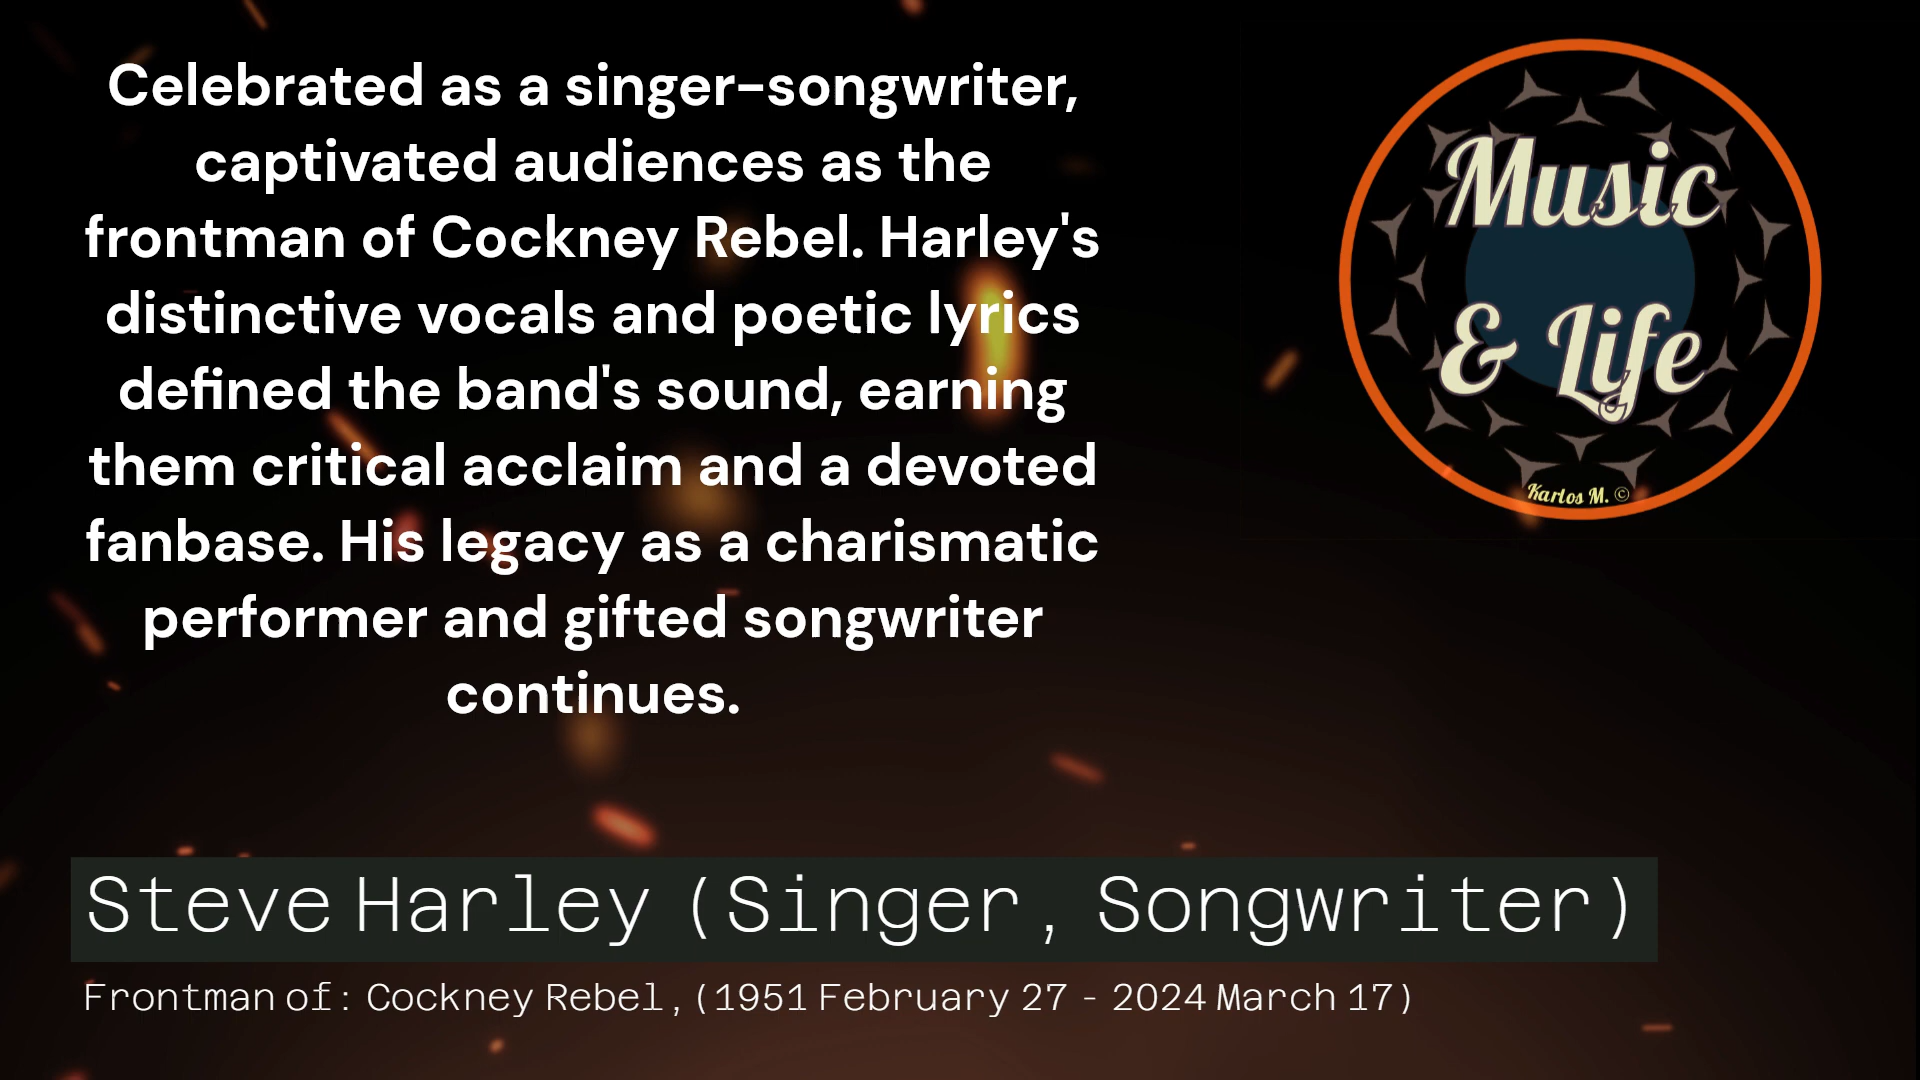 Celebrated as a singer-songwriter,
captivated audiences as the
frontman of Cockney Rebel. Harley's
distinctive vocals and poetic lyrics
defined the band's sound, earning
them critical acclaim and a devoted
fanbase. His legacy as a charismatic
performer and gifted songwriter
continues.
Music
& Life
Karlos M. ©
Steve Harley (Singer, Songwriter)
Frontman of: Cockney Rebel, (1951 February 27 - 2024 March 17)